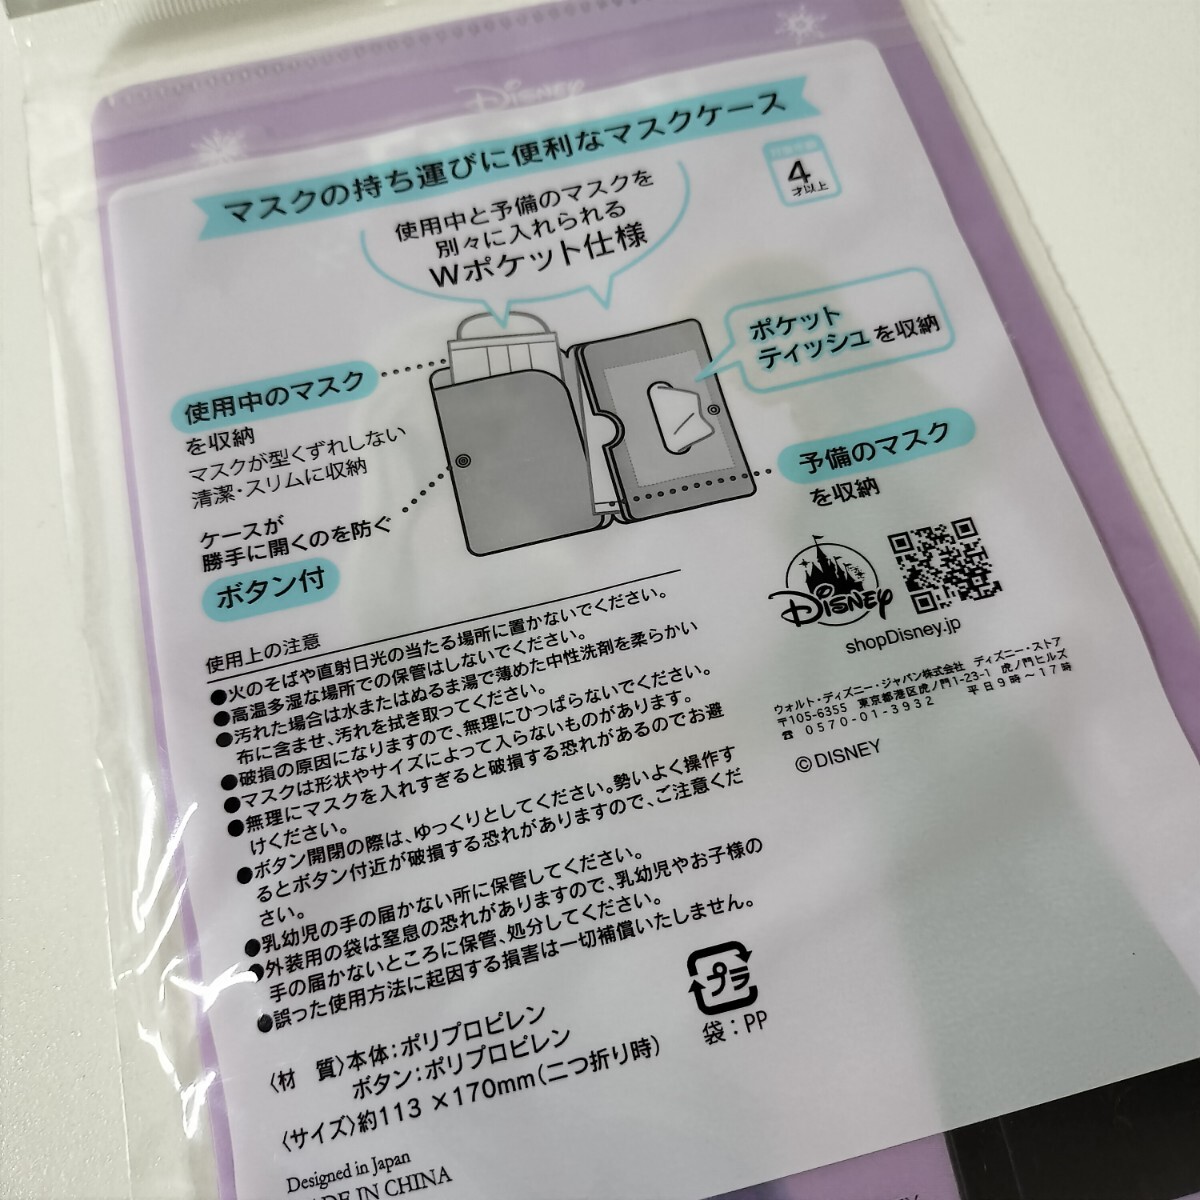 Disney
マスクの持ち運びに便利なマスクケース
対象年齢
4
才以上
使用中と予備のマスクを
別々に入れられる
Wポケット仕様
ポケット
ティッシュを収納
使用中のマスク
を収納
マスクが型くずれしない
清潔・スリムに収納
ケースが
勝手に開くのを防ぐ
ボタン付
予備のマスク
を収納
Disney
shopDisney.jp
ウォルト・ディズニー・ジャパン株式会社 ディズニー・ストア
〒105-6355 東京都港区虎ノ門1-23-1 虎ノ門ヒルズ
☎ 0570-01-3932 平日9時〜17時
©DISNEY
使用上の注意
●火のそばや直射日光の当たる場所に置かないでください。
●高温多湿な場所での保管はしないでください。
●汚れた場合は水またはぬるま湯で薄めた中性洗剤を柔らかい
布に含ませ、汚れを拭き取ってください。
●破損の原因になりますので、無理にひっぱらないでください。
●マスクは形状やサイズによって入らないものがあります。
●無理にマスクを入れすぎると破損する恐れがあるのでお避
けください。
●ボタン開閉の際は、ゆっくりとしてください。勢いよく操作す
るとボタン付近が破損する恐れがありますので、ご注意くだ
さい。
●乳幼児の手の届かない所に保管してください。
●外装用の袋は窒息の恐れがありますので、乳幼児やお子様の
手の届かないところに保管、処分してください。
●誤った使用方法に起因する損害は一切補償いたしません。
〈材 質〉本体：ポリプロピレン
ボタン：ポリプロピレン
〈サイズ〉約113×170mm（二つ折り時）
プラ
袋：PP
Designed in Japan
MADE IN CHINA